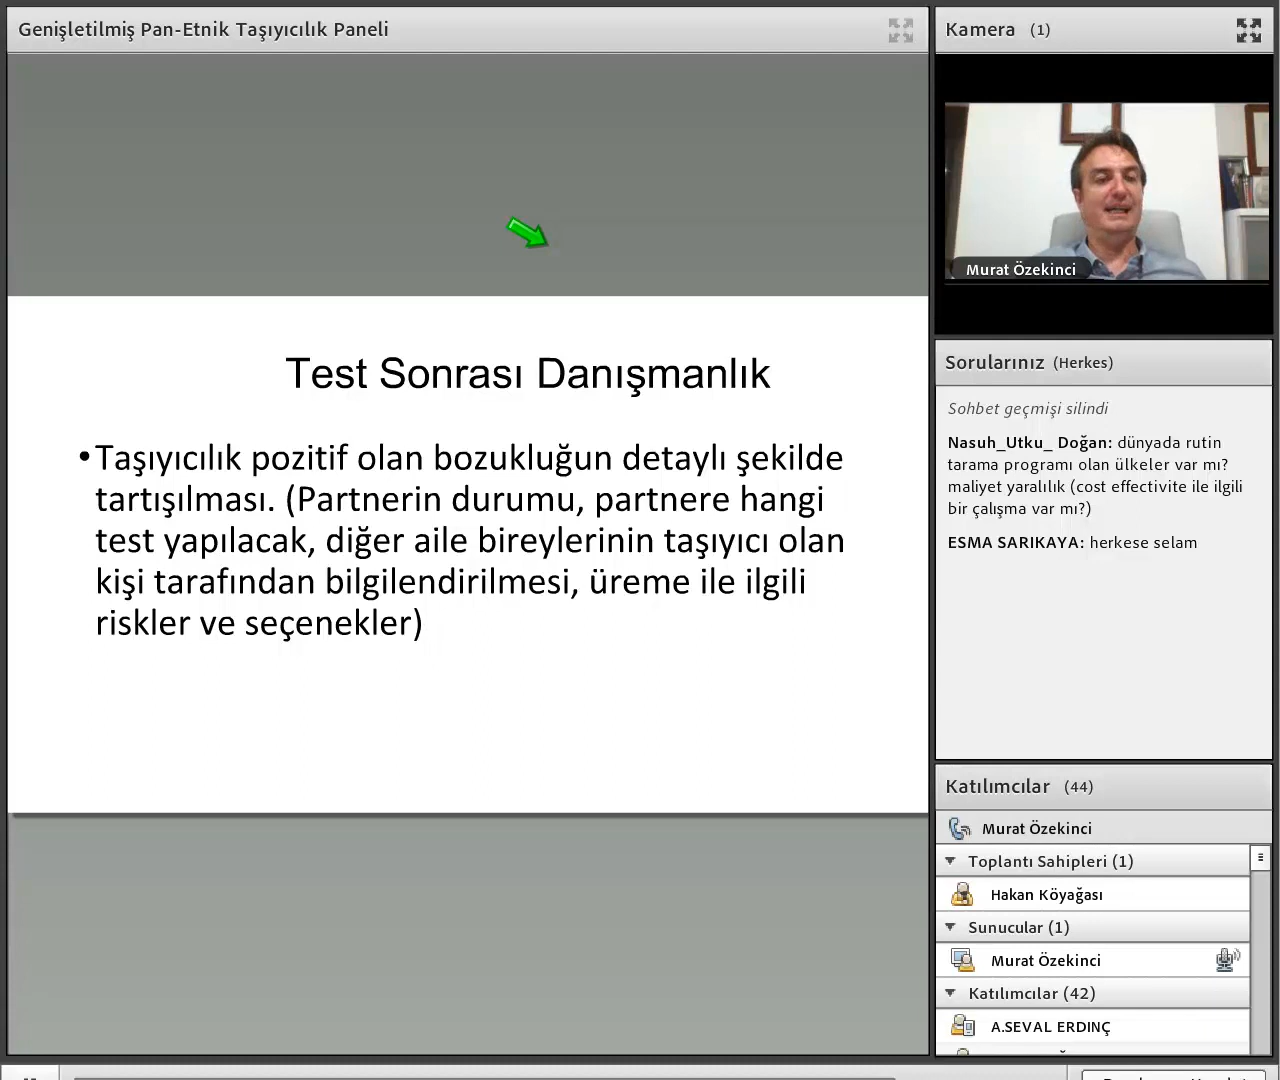 Genişletilmiş Pan-Etnik Taşıyıcılık Paneli
Test Sonrası Danışmanlık
•Taşıyıcılık pozitif olan bozukluğun detaylı şekilde
tartışılması. (Partnerin durumu, partnere hangi
test yapılacak, diğer aile bireylerinin taşıyıcı olan
kişi tarafından bilgilendirilmesi, üreme ile ilgili
riskler ve seçenekler)
Kamera (1)
Murat Özekinci
Sorularınız (Herkes)
Sohbet geçmişi silindi
Nasuh_Utku_ Doğan: dünyada rutin
tarama programı olan ülkeler var mı?
maliyet yaralılık (cost effectivite ile ilgili
bir çalışma var mı?)
ESMA SARIKAYA: herkese selam
Katılımcılar (44)
Murat Özekinci
Toplantı Sahipleri (1)
Hakan Köyağası
Sunucular (1)
Murat Özekinci
Katılımcılar (42)
A.SEVAL ERDINÇ